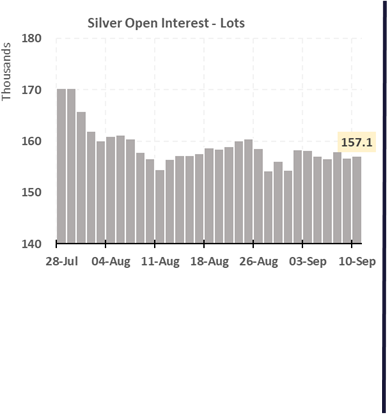 Silver Open Interest - Lots
Thousands
180
170
160
150
140
157.1
28-Jul 04-Aug 11-Aug 18-Aug 26-Aug 03-Sep 10-Sep